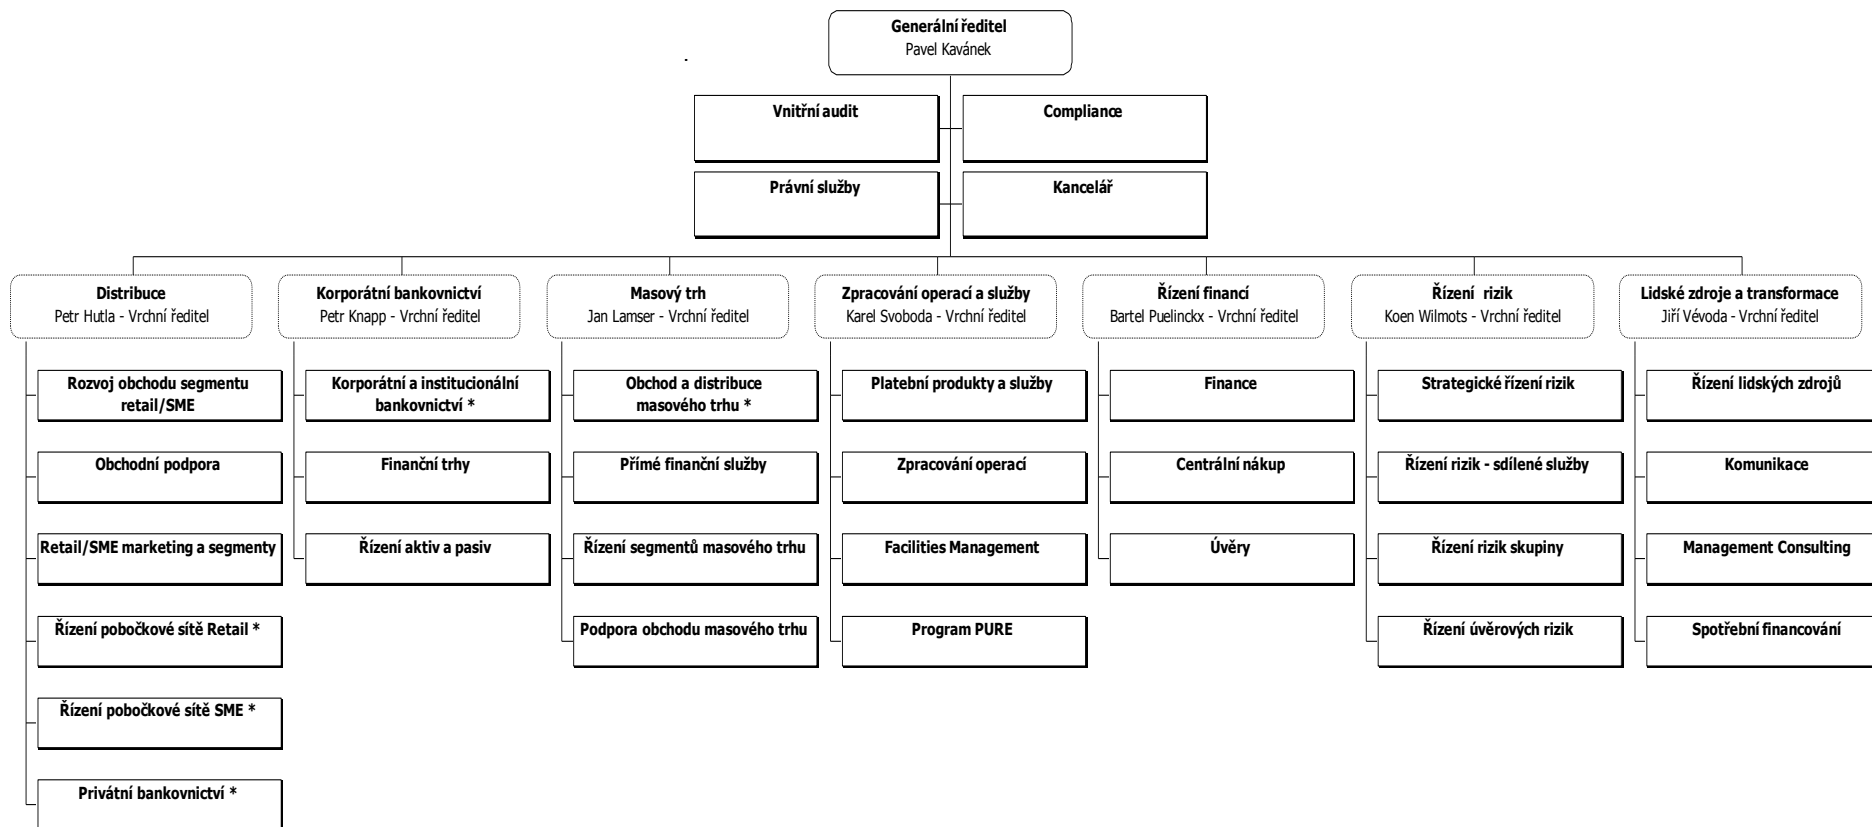 Generální ředitel
Pavel Kavánek
Vnitřní audit
Compliance
Právní služby
Kancelář
Distribuce
Petr Hutla - Vrchní ředitel
Korporátní bankovnictví
Petr Knapp - Vrchní ředitel
Masový trh
Jan Lamser - Vrchní ředitel
Zpracování operací a služby
Karel Svoboda - Vrchní ředitel
Řízení financí
Bartel Puelinckx - Vrchní ředitel
Řízení rizik
Koen Wilmots - Vrchní ředitel
Lidské zdroje a transformace
Jiří Vévoda - Vrchní ředitel
Rozvoj obchodu segmentu
retail/SME
Obchodní podpora
Retail/SME marketing a segmenty
Řízení pobočkové sítě Retail *
Řízení pobočkové sítě SME *
Privátní bankovnictví *
Korporátní a institucionální
bankovnictví *
Finanční trhy
Řízení aktiv a pasiv
Obchod a distribuce
masového trhu *
Přímé finanční služby
Řízení segmentů masového trhu
Podpora obchodu masového trhu
Platební produkty a služby
Zpracování operací
Facilities Management
Program PURE
Finance
Centrální nákup
Úvěry
Strategické řízení rizik
Řízení rizik - sdílené služby
Řízení rizik skupiny
Řízení úvěrových rizik
Řízení lidských zdrojů
Komunikace
Management Consulting
Spotřební financování